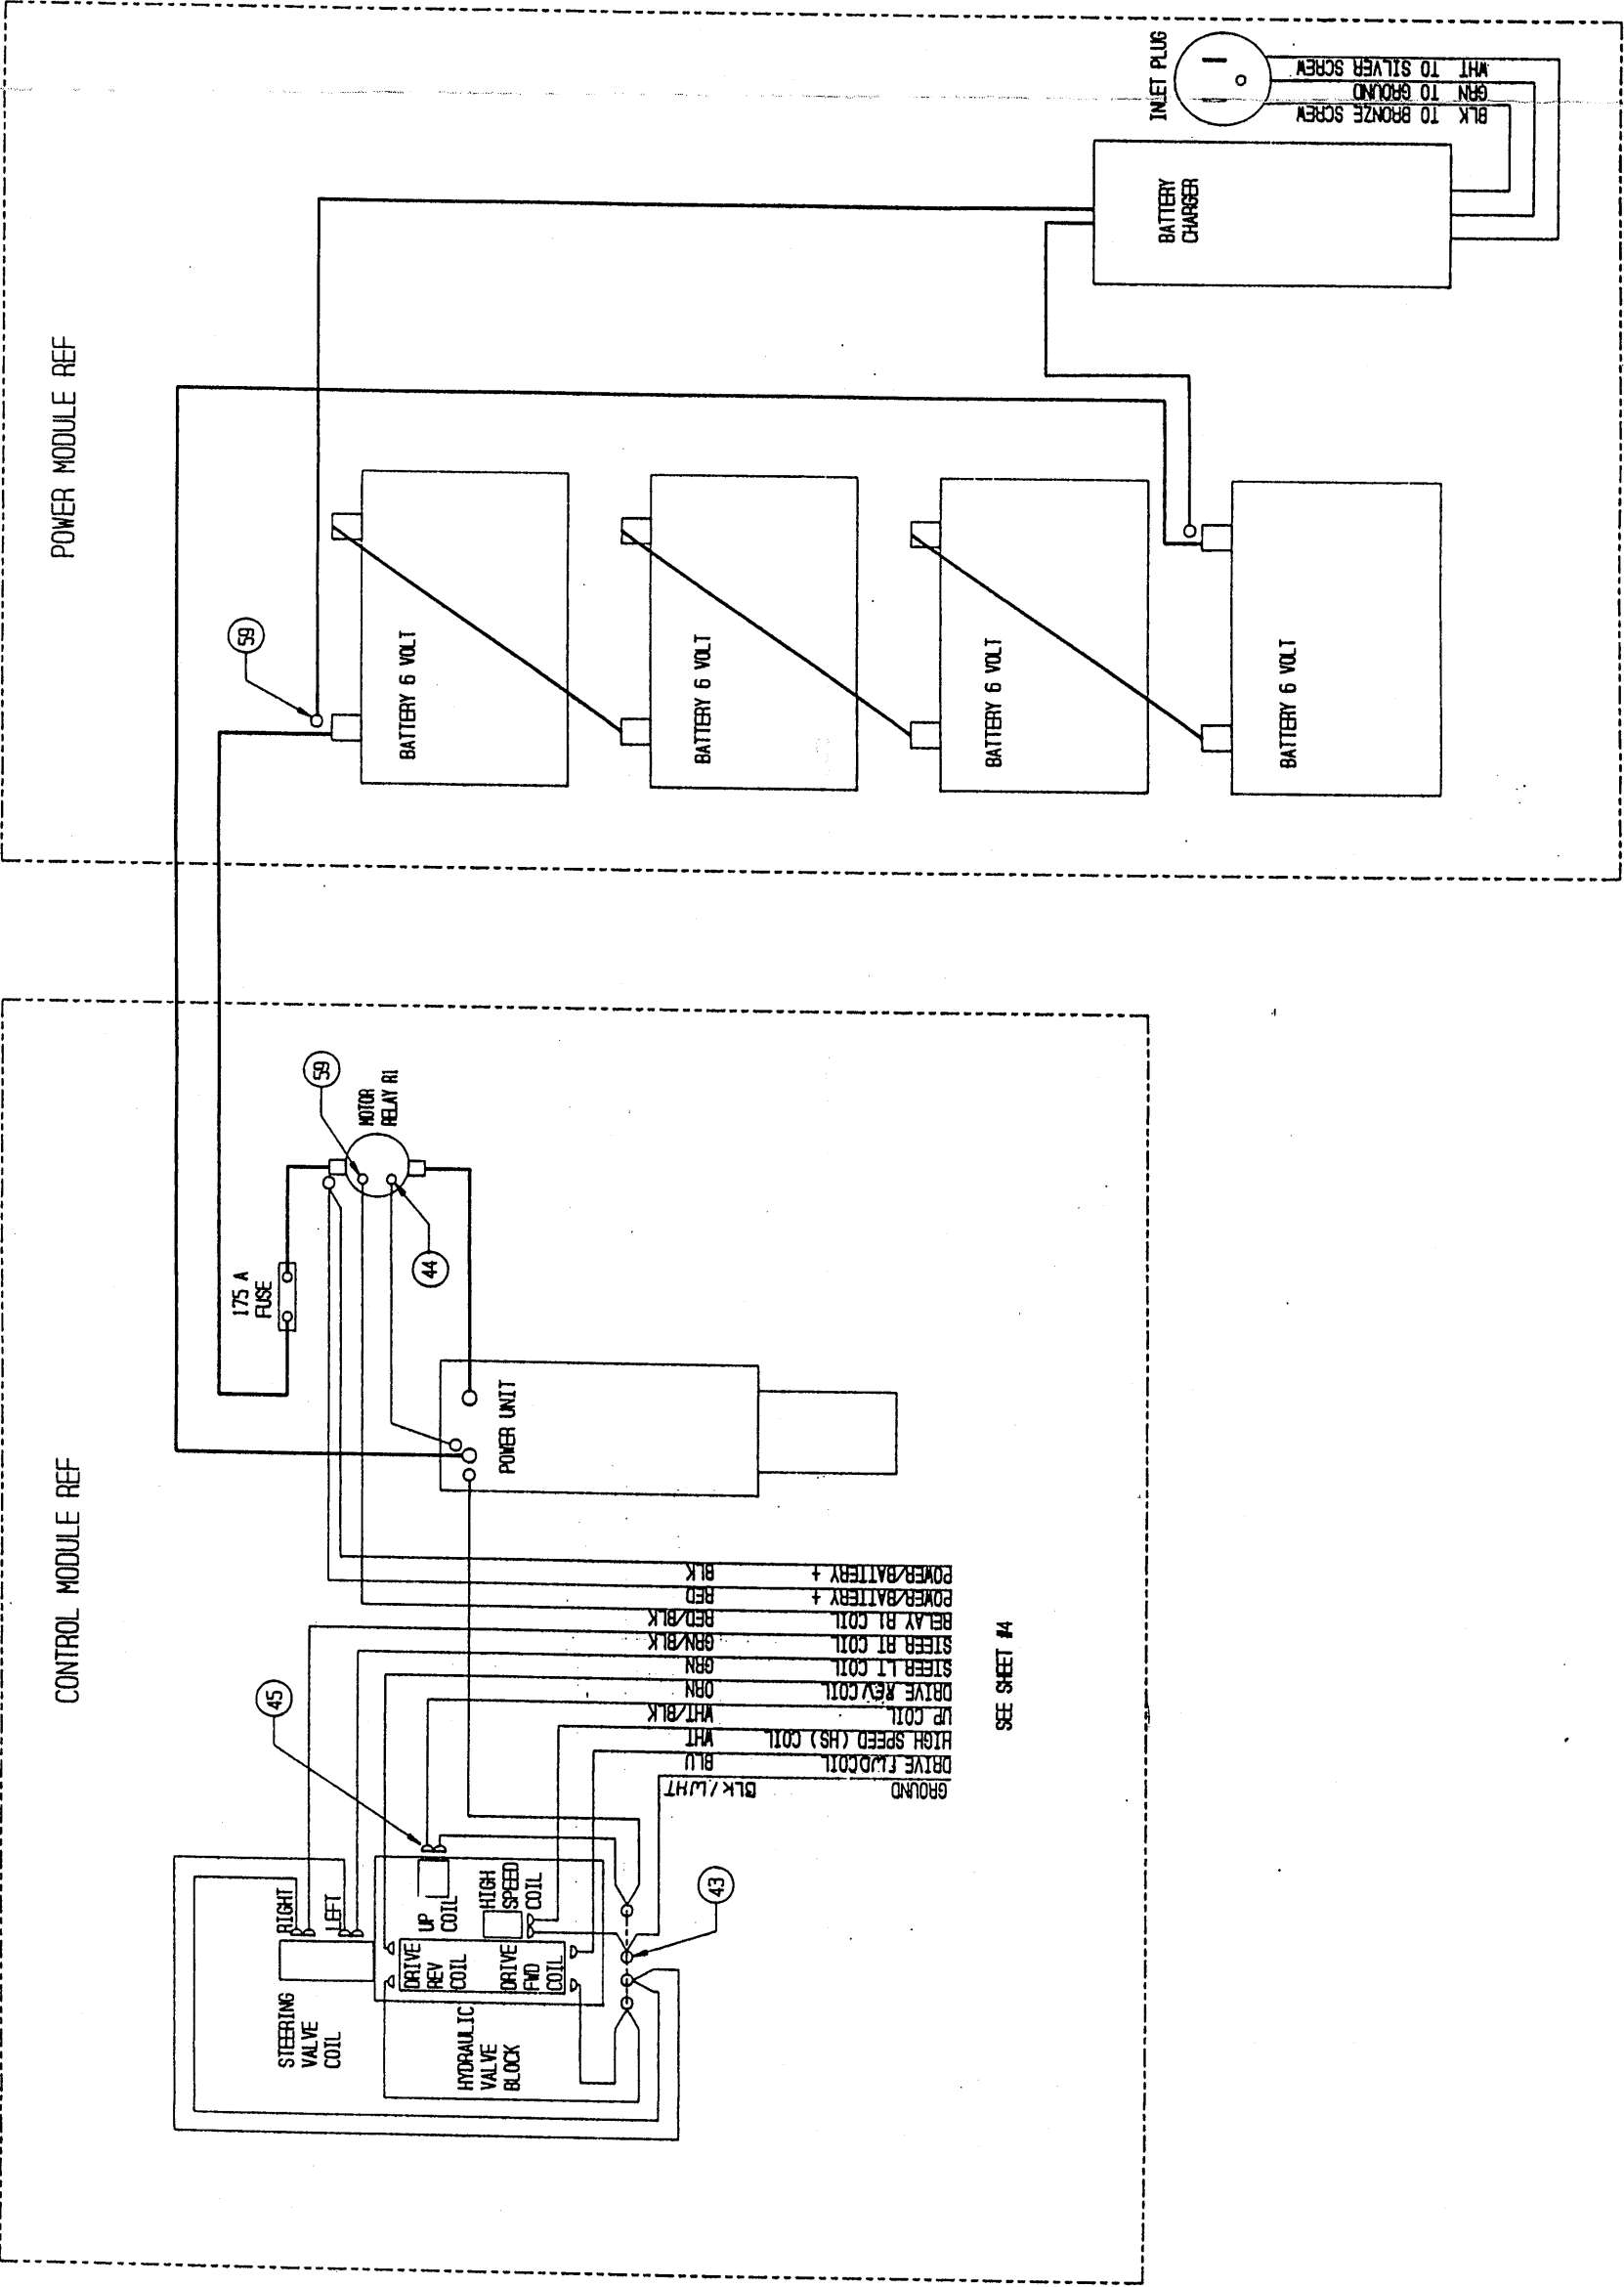 POWER MODULE REF
INLET PLUG
WHT TO SILVER SCREW
GRN TO GROUND
BLK TO BRONZE SCREW
BATTERY
CHARGER
59
BATTERY 6 VOLT
BATTERY 6 VOLT
BATTERY 6 VOLT
BATTERY 6 VOLT
CONTROL MODULE REF
59
MOTOR
RELAY R1
44
175 A
FUSE
POWER UNIT
BLK POWER/BATTERY +
RED POWER/BATTERY +
RED/BLK RELAY R1 COIL
GRN/BLK STEER RT COIL
GRN STEER LT COIL
ORN DRIVE REV COIL
WHT/BLK UP COIL
WHT HIGH SPEED (HS) COIL
BLU DRIVE FWD COIL
BLK/WHT GROUND
SEE SHEET #4
45
43
RIGHT
LEFT
UP
COIL
HIGH
SPEED
COIL
DRIVE
REV
COIL
DRIVE
FWD
COIL
STEERING
VALVE
COIL
HYDRAULIC
VALVE
BLOCK